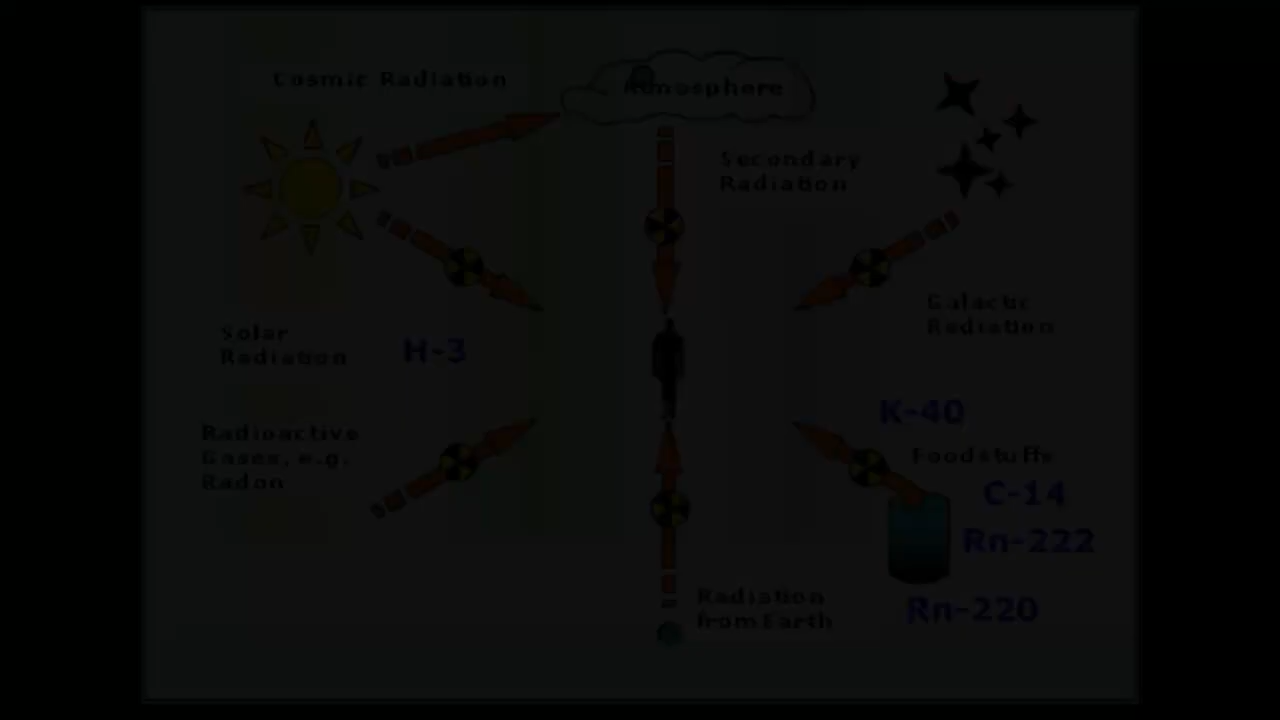 Cosmic Radiation
Atmosphere
Secondary
Radiation
Solar
Radiation
H-3
Galactic
Radiation
Radioactive
Gases, e.g.
Radon
K-40
Foodstuffs
C-14
Rn-222
Rn-220
Radiation
from Earth